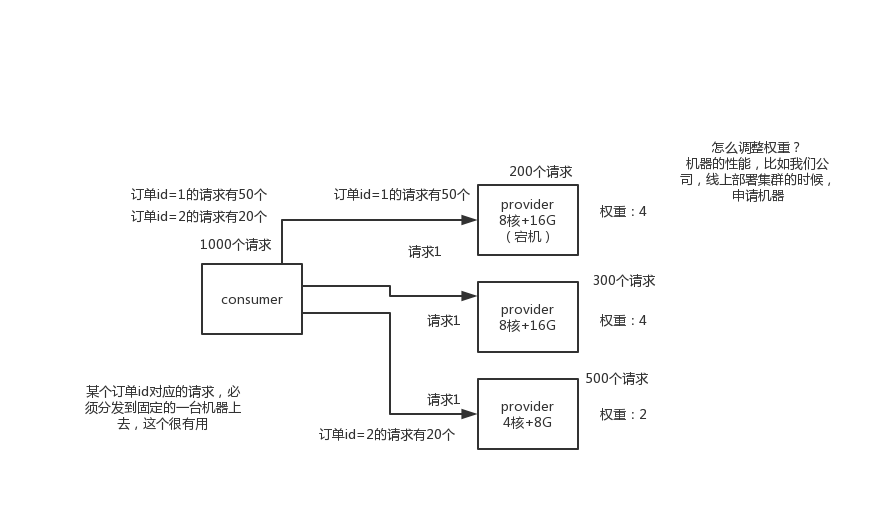 怎么调整权重？
机器的性能，比如我们公
司，线上部署集群的时候，
申请机器
200个请求
订单id=1的请求有50个
订单id=1的请求有50个
provider
8核+16G
（宕机）
权重：4
订单id=2的请求有20个
1000个请求
请求1
consumer
300个请求
provider
8核+16G
请求1
权重：4
500个请求
某个订单id对应的请求，必
须分发到固定的一台机器上
去，这个很有用
请求1
provider
4核+8G
权重：2
订单id=2的请求有20个